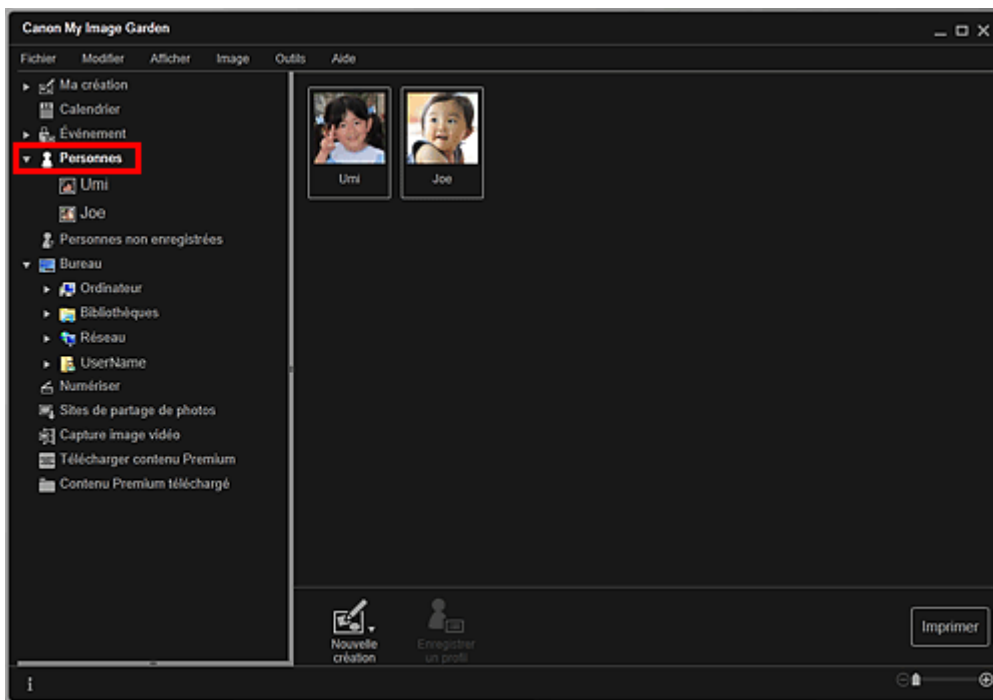 Canon My Image Garden
Fichier Modifier Afficher Image Outils Aide
Ma création
Calendrier
Événement
Personnes
Umi
Joe
Personnes non enregistrées
Bureau
Ordinateur
Bibliothèques
Réseau
UserName
Numériser
Sites de partage de photos
Capture image vidéo
Télécharger contenu Premium
Contenu Premium téléchargé
Umi Joe
Nouvelle
création
Enregistrer
un profil
Imprimer